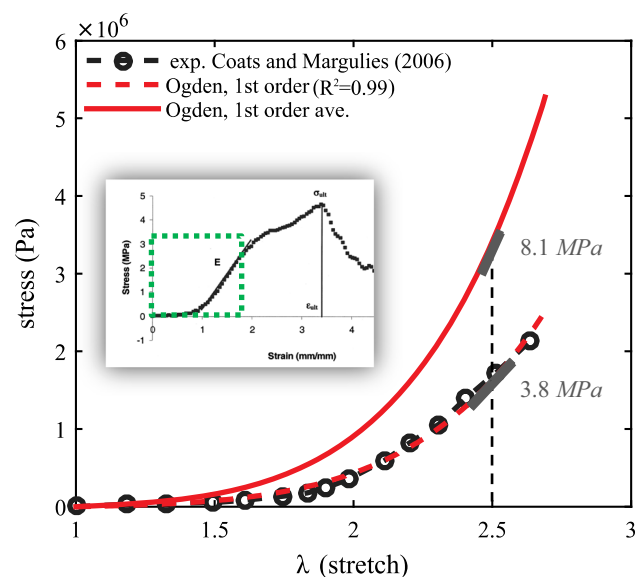 ×10⁶
6
5
4
3
2
1
0
stress (Pa)
exp. Coats and Margulies (2006)
Ogden, 1st order (R²=0.99)
Ogden, 1st order ave.
5
4
3
2
1
0
-1
Stress (MPa)
E
σult
εult
0 1 2 3 4
Strain (mm/mm)
8.1 MPa
3.8 MPa
1 1.5 2 2.5 3
λ (stretch)